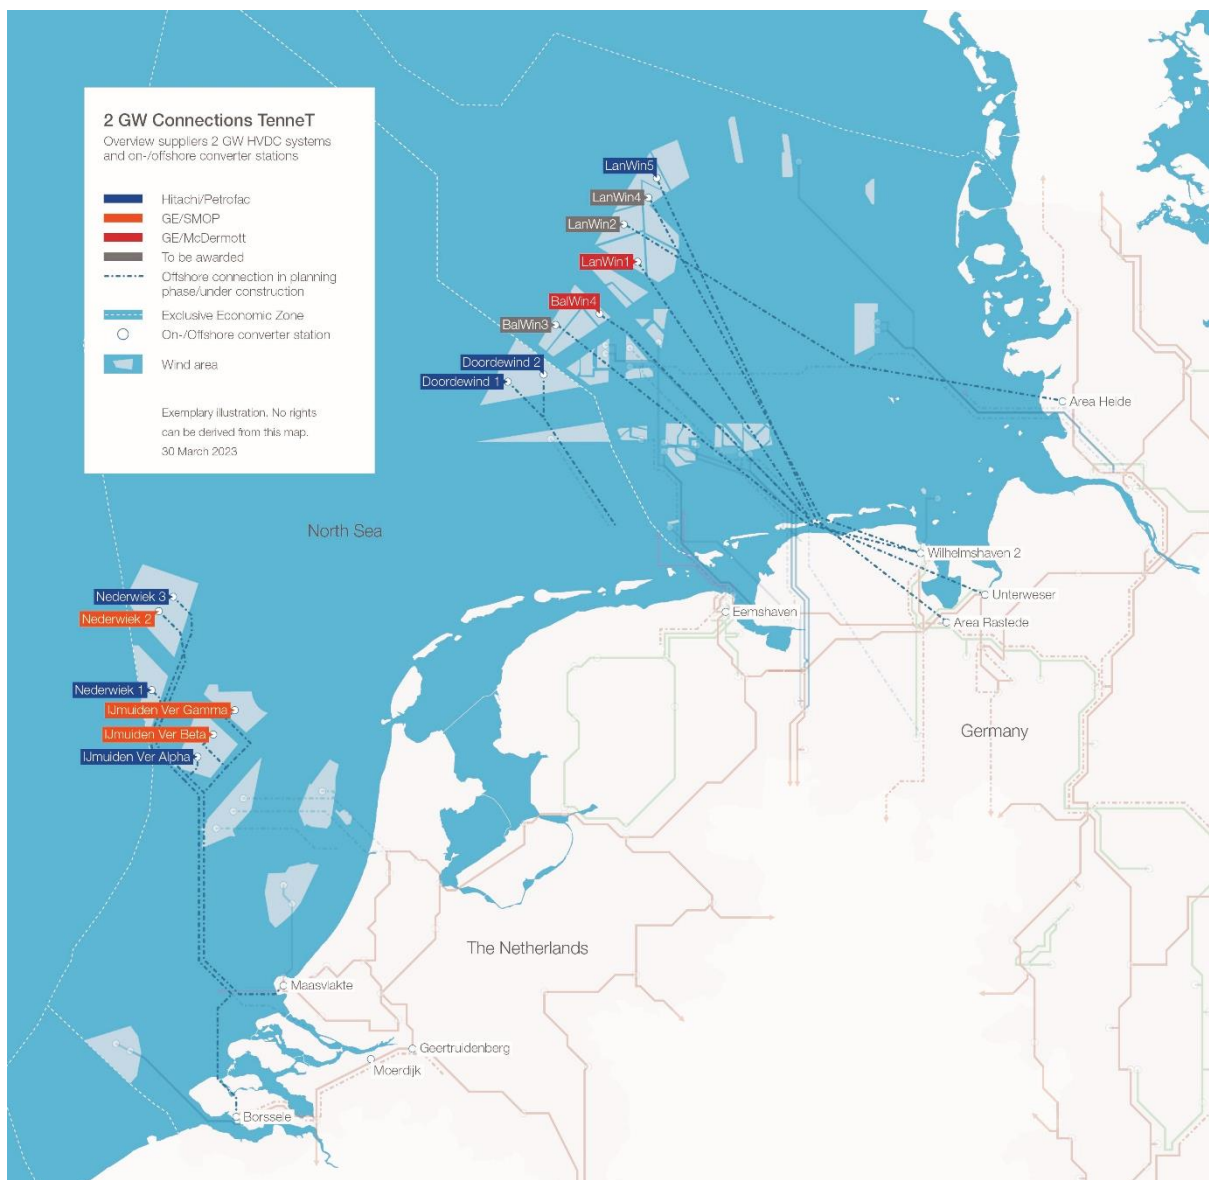 2 GW Connections TenneT
Overview suppliers 2 GW HVDC systems
and on-/offshore converter stations
Hitachi/Petrofac
GE/SMOP
GE/McDermott
To be awarded
Offshore connection in planning
phase/under construction
Exclusive Economic Zone
On-/Offshore converter station
Wind area
Exemplary illustration. No rights
can be derived from this map.
30 March 2023
LanWin5
LanWin4
LanWin2
LanWin1
BalWin4
BalWin3
Doordewind 2
Doordewind 1
Area Heide
North Sea
Wilhelmshaven 2
Unterweser
Eemshaven
Area Rastede
Nederwiek 3
Nederwiek 2
Nederwiek 1
IJmuiden Ver Gamma
IJmuiden Ver Beta
IJmuiden Ver Alpha
Germany
The Netherlands
Maasvlakte
Geertruidenberg
Moerdijk
Borssele